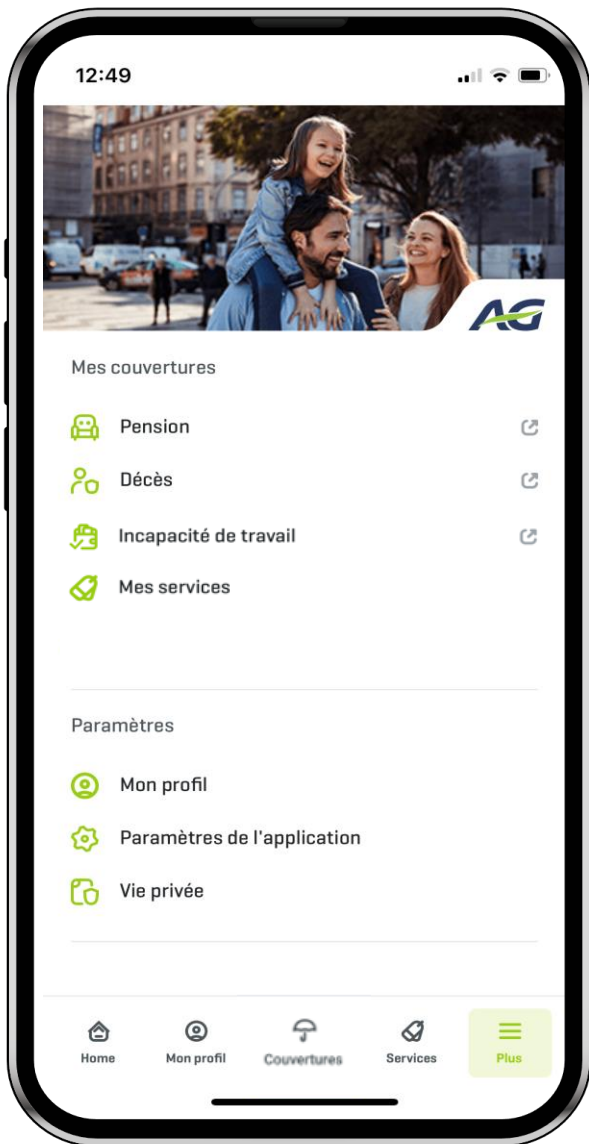 12:49
AG
Mes couvertures
Pension
Décès
Incapacité de travail
Mes services
Paramètres
Mon profil
Paramètres de l'application
Vie privée
Home
Mon profil
Couvertures
Services
Plus